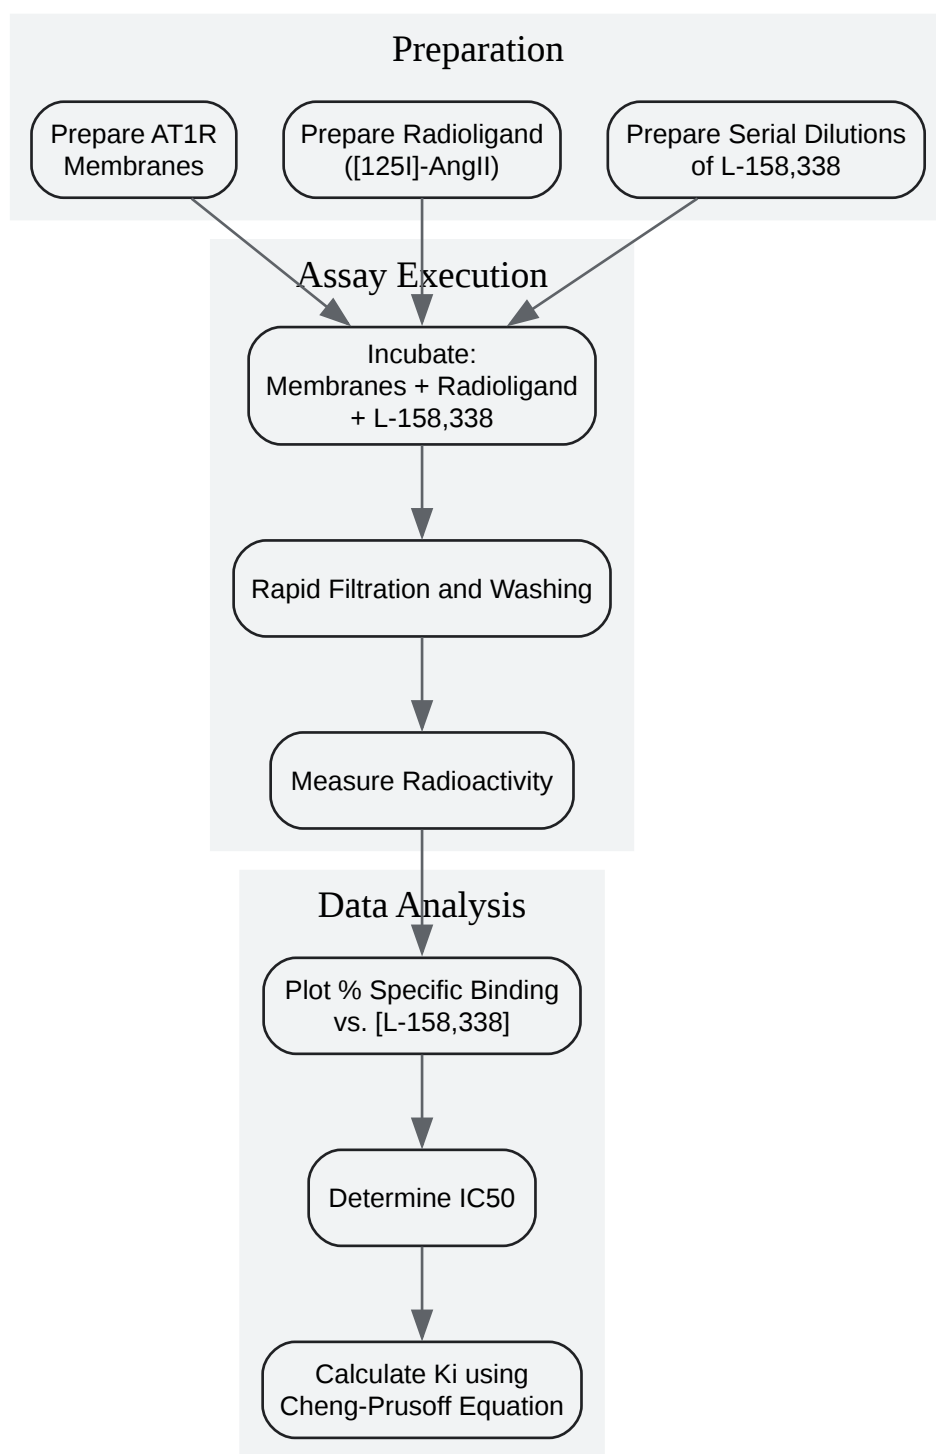 Preparation
Prepare AT1R
Membranes
Prepare Radioligand
([125I]-AngII)
Prepare Serial Dilutions
of L-158,338
Assay Execution
Incubate:
Membranes + Radioligand
+ L-158,338
Rapid Filtration and Washing
Measure Radioactivity
Data Analysis
Plot % Specific Binding
vs. [L-158,338]
Determine IC50
Calculate Ki using
Cheng-Prusoff Equation